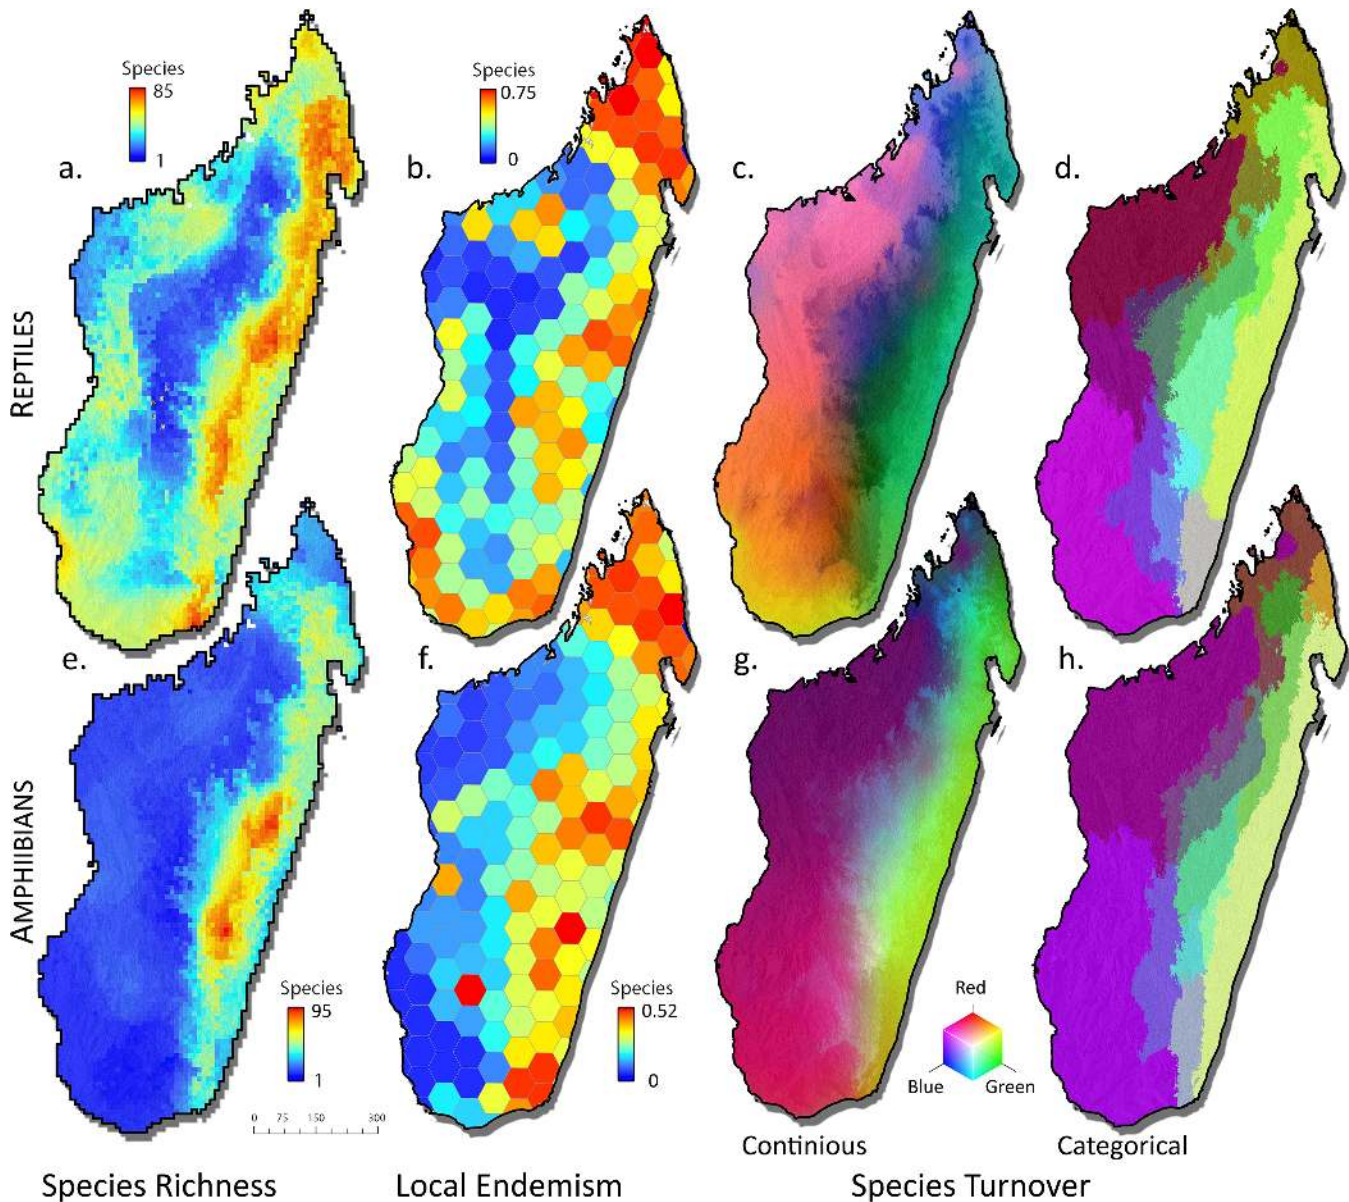 Species
85
1
a.
Species
0.75
0
b.
c.
d.
REPTILES
e.
f.
g.
h.
AMPHIIBIANS
Species
95
1
0 75 150 300
Species
0.52
0
Red
Blue
Green
Continious
Categorical
Species Richness
Local Endemism
Species Turnover